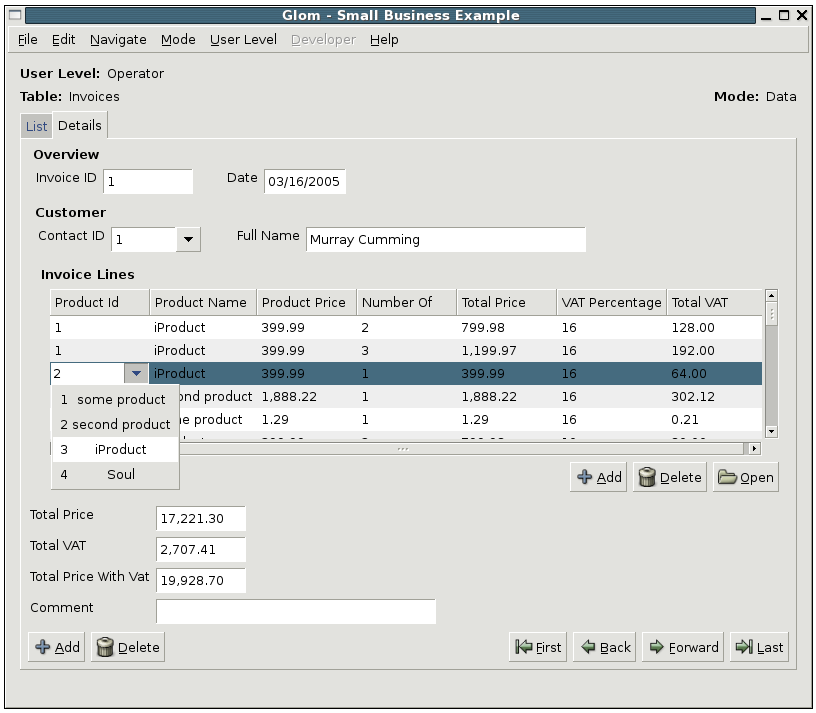 Glom - Small Business Example
File Edit Navigate Mode User Level Developer Help
User Level: Operator
Table: Invoices Mode: Data
List Details
Overview
Invoice ID 1 Date 03/16/2005
Customer
Contact ID 1 Full Name Murray Cumming
Invoice Lines
Product Id Product Name Product Price Number Of Total Price VAT Percentage Total VAT
1 iProduct 399.99 2 799.98 16 128.00
1 iProduct 399.99 3 1,199.97 16 192.00
2 iProduct 399.99 1 399.99 16 64.00
product 1,888.22 1 1,888.22 16 302.12
product 1.29 1 1.29 16 0.21
1 some product
2 second product
3 iProduct
4 Soul
Add Delete Open
Total Price 17,221.30
Total VAT 2,707.41
Total Price With Vat 19,928.70
Comment
Add Delete First Back Forward Last